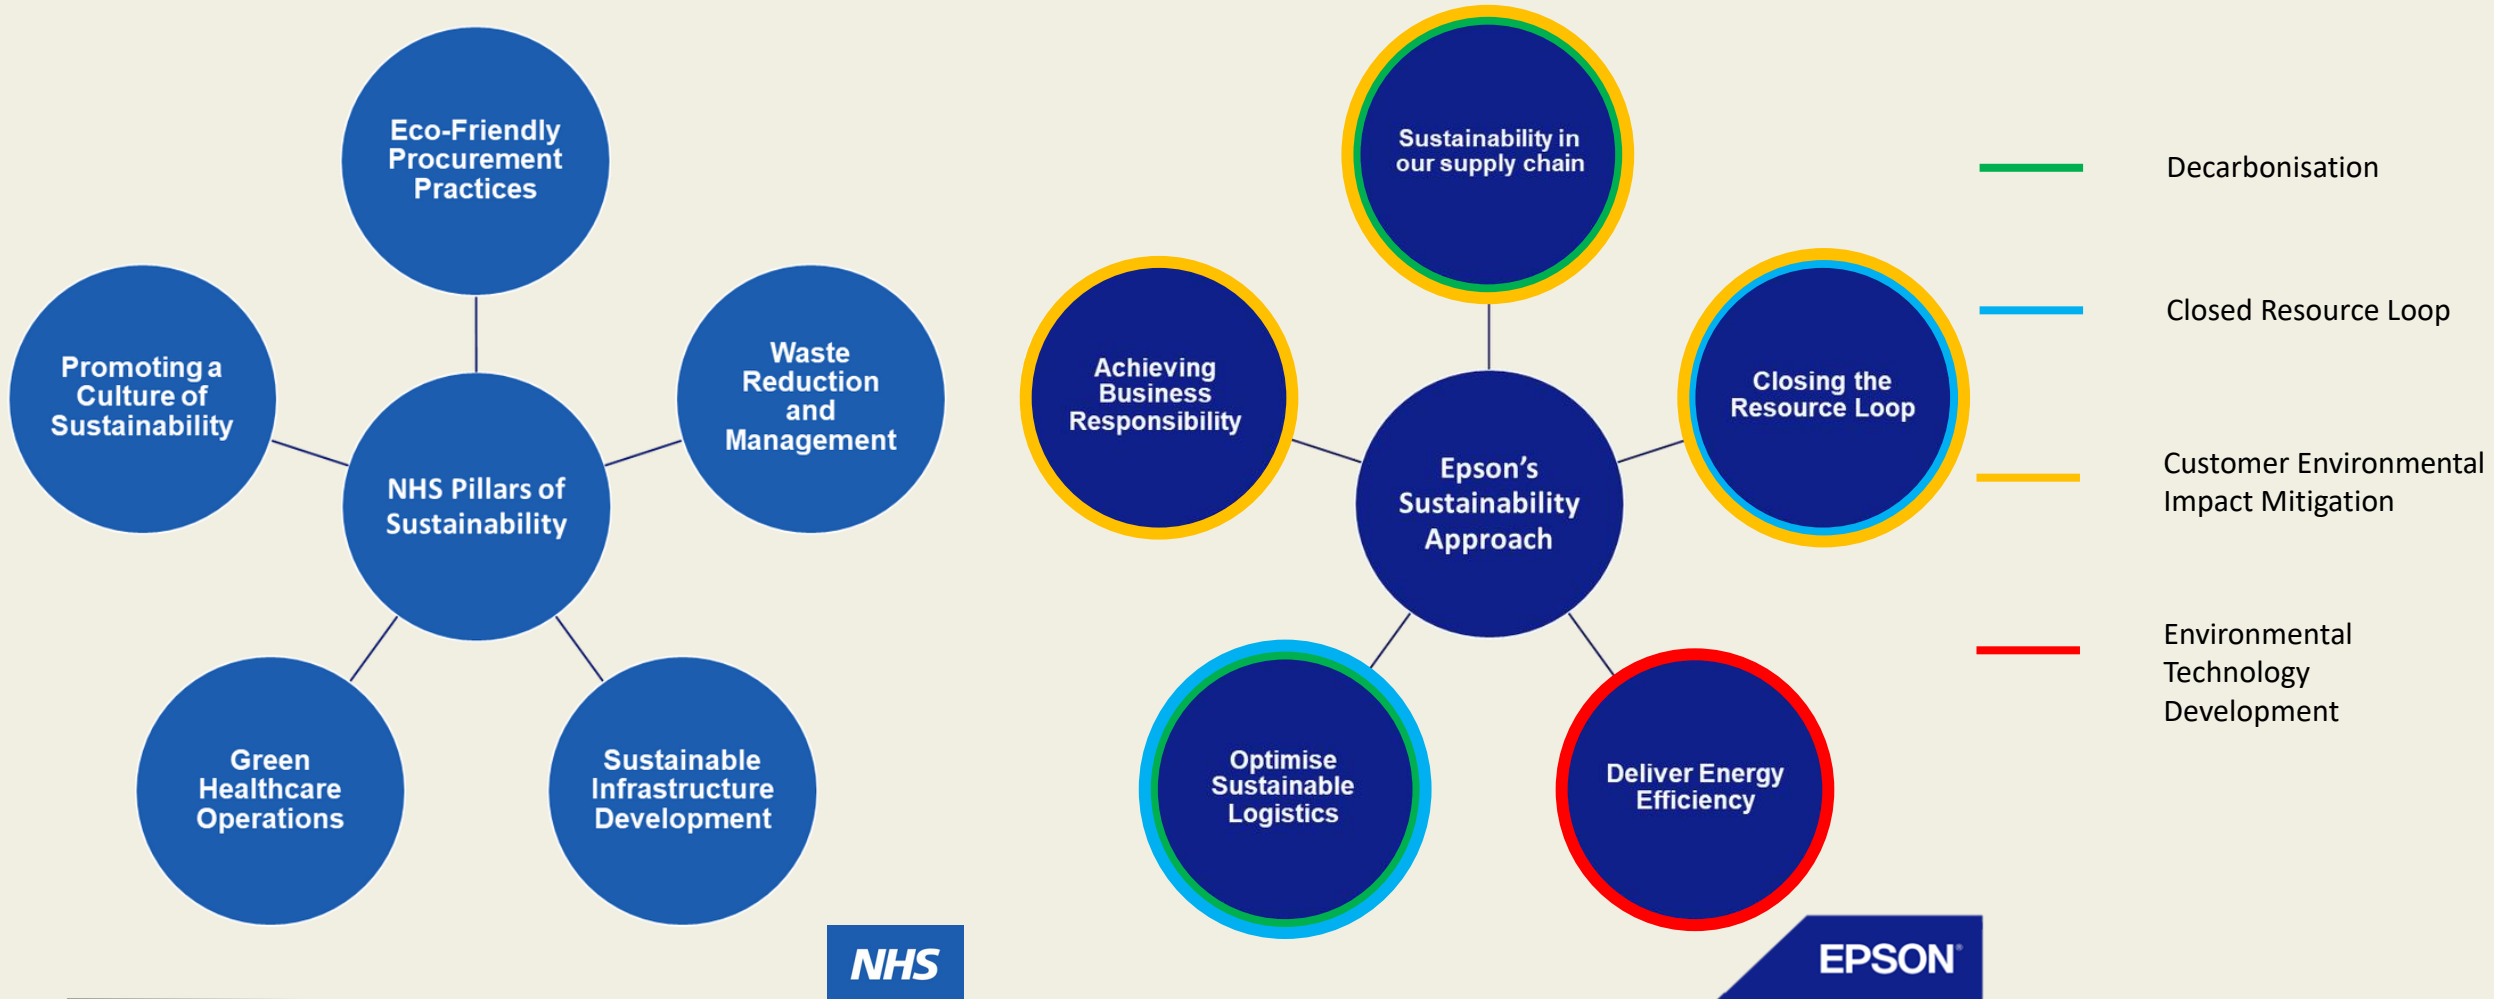 Eco-Friendly
Procurement
Practices
Promoting a
Culture of
Sustainability
Waste
Reduction
and
Management
NHS Pillars of
Sustainability
Green
Healthcare
Operations
Sustainable
Infrastructure
Development
NHS
Sustainability in
our supply chain
Achieving
Business
Responsibility
Closing the
Resource Loop
Epson’s
Sustainability
Approach
Optimise
Sustainable
Logistics
Deliver Energy
Efficiency
EPSON®
Decarbonisation
Closed Resource Loop
Customer Environmental
Impact Mitigation
Environmental
Technology
Development